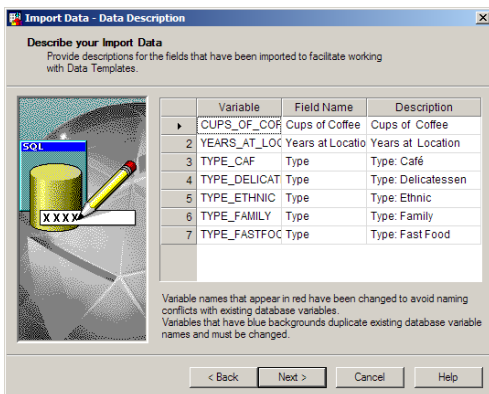 Import Data - Data Description
Describe your Import Data
Provide descriptions for the fields that have been imported to facilitate working
with Data Templates.
SQL
XXXX
Variable Field Name Description
CUPS_OF_COF Cups of Coffee Cups of Coffee
2 YEARS_AT_LOC Years at Locatio Years at Location
3 TYPE_CAF Type Type: Café
4 TYPE_DELICAT Type Type: Delicatessen
5 TYPE_ETHNIC Type Type: Ethnic
6 TYPE_FAMILY Type Type: Family
7 TYPE_FASTFOO Type Type: Fast Food
Variable names that appear in red have been changed to avoid naming
conflicts with existing database variables.
Variables that have blue backgrounds duplicate existing database variable
names and must be changed.
< Back Next > Cancel Help